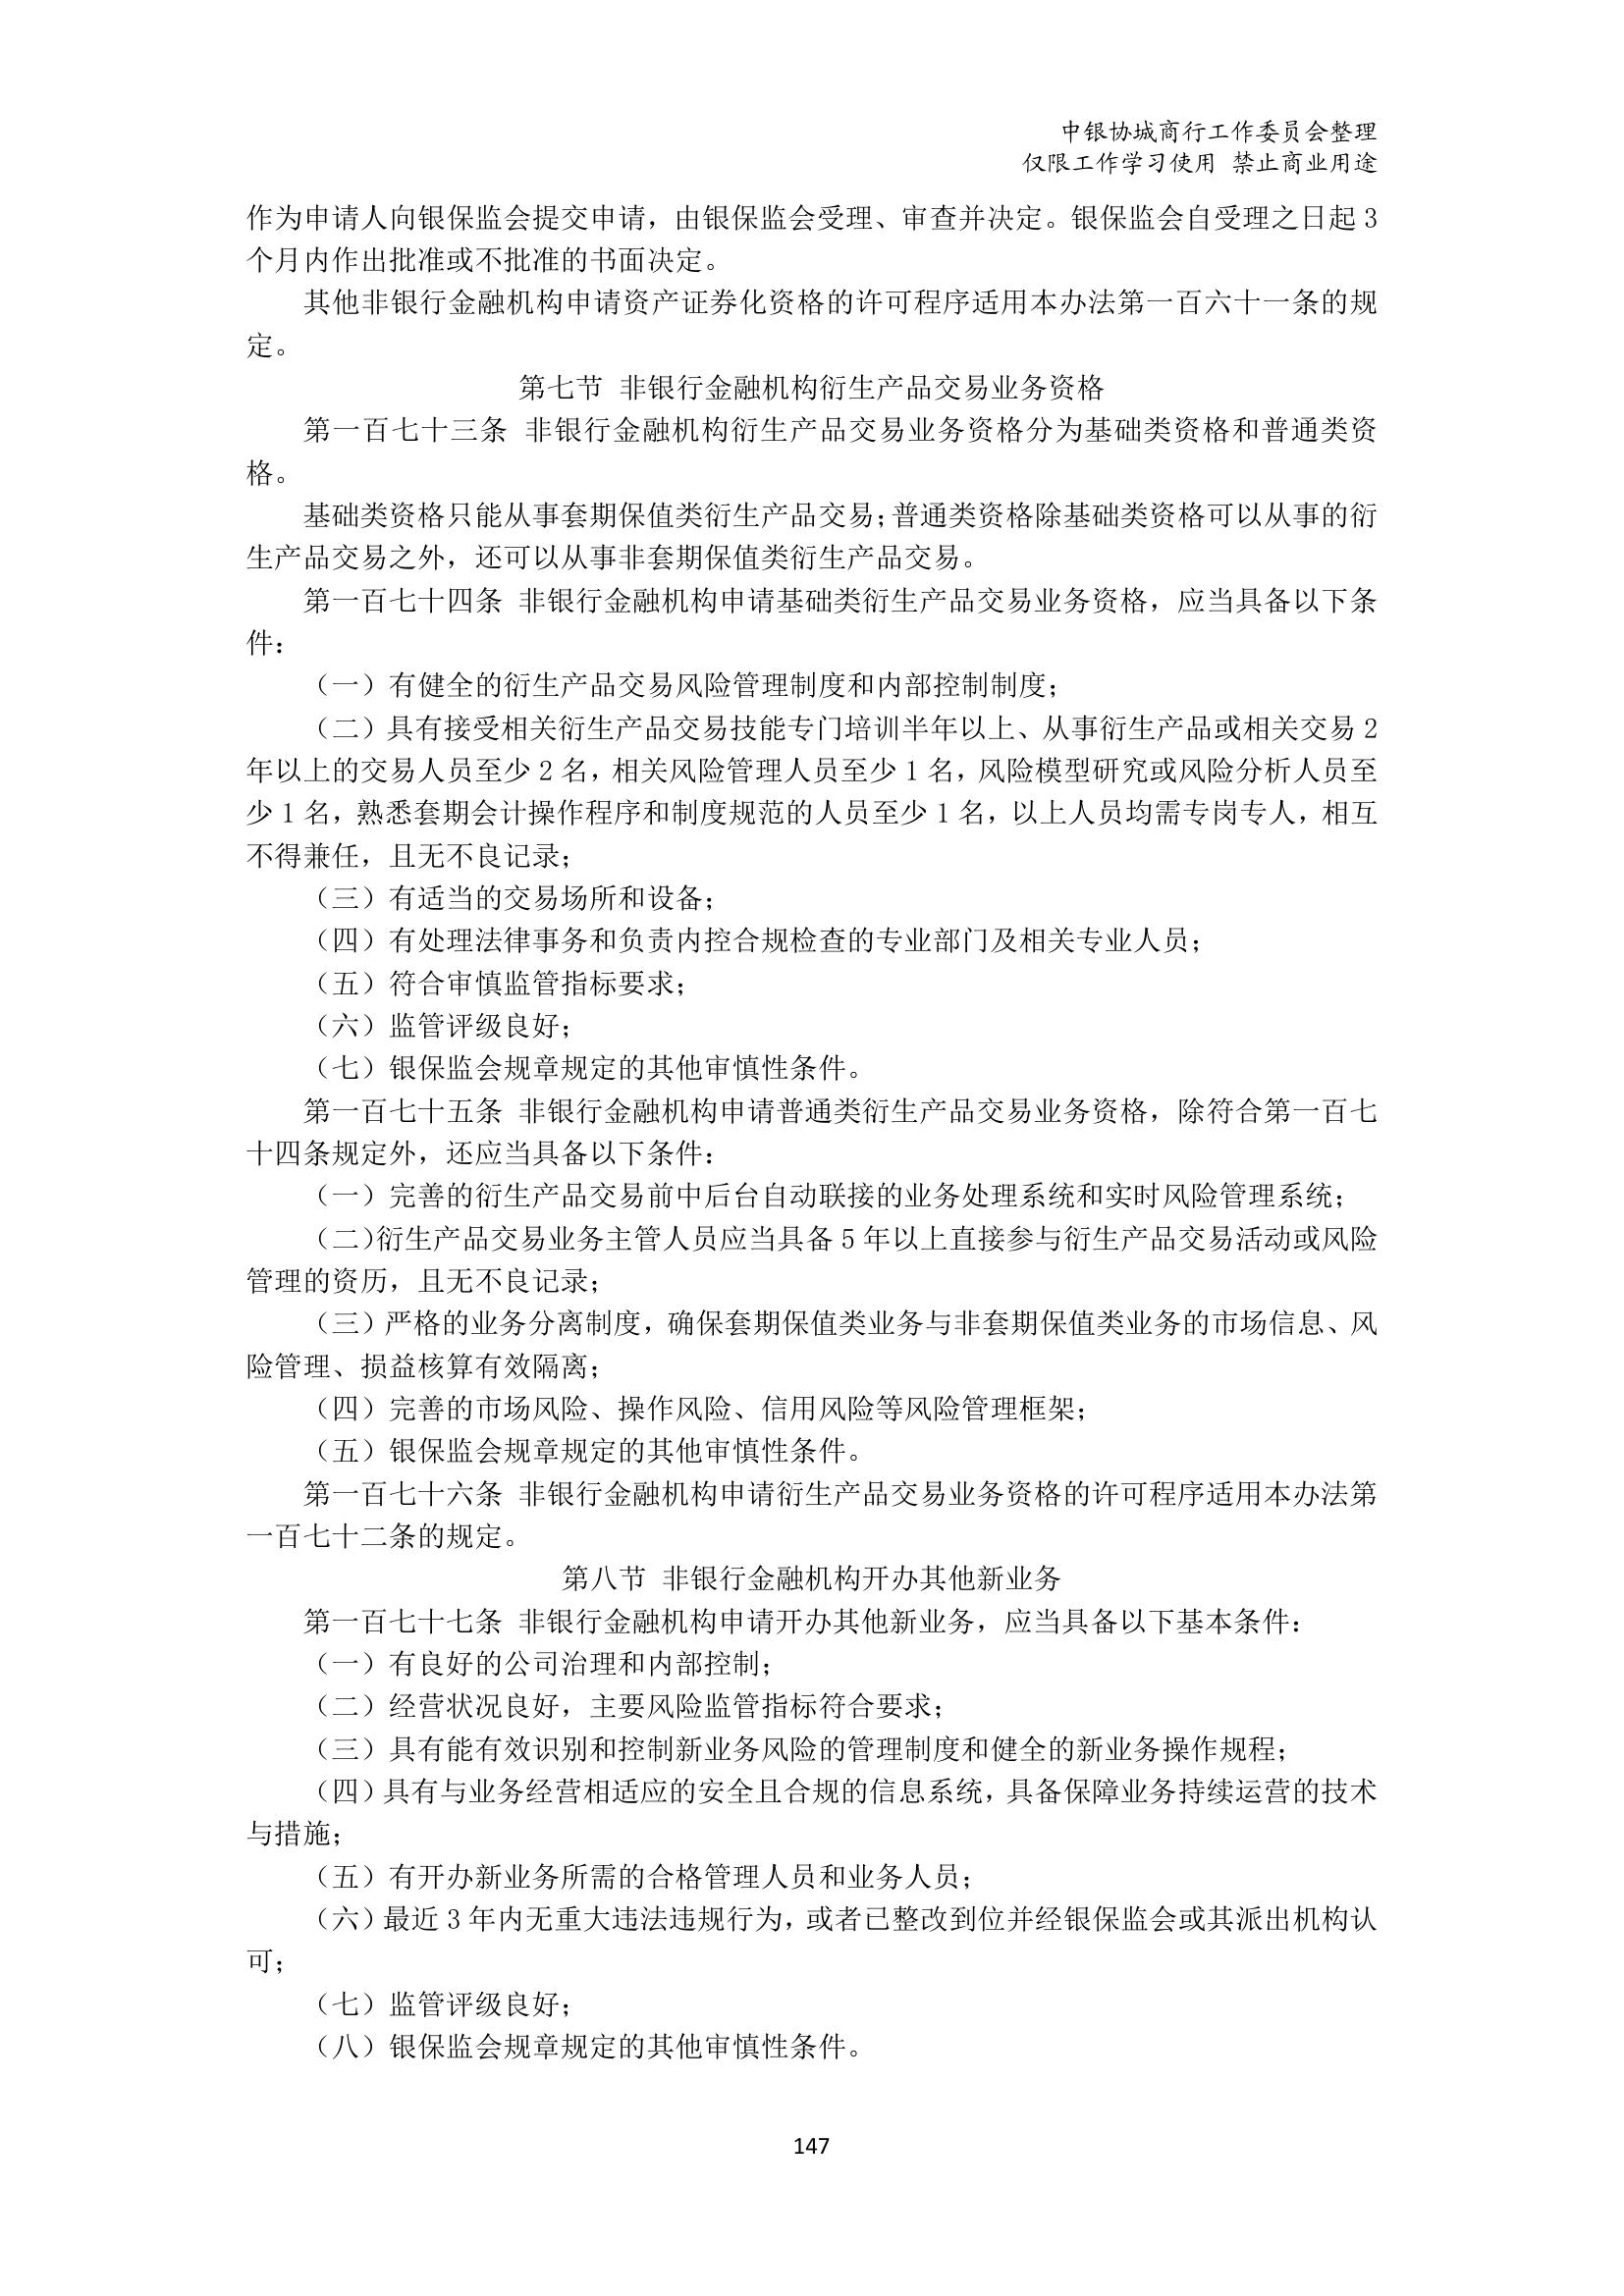 中银协城商行工作委员会整理
仅限工作学习使用 禁止商业用途
作为申请人向银保监会提交申请，由银保监会受理、审查并决定。银保监会自受理之日起 3
个月内作出批准或不批准的书面决定。
其他非银行金融机构申请资产证券化资格的许可程序适用本办法第一百六十一条的规
定。
第七节 非银行金融机构衍生产品交易业务资格
第一百七十三条 非银行金融机构衍生产品交易业务资格分为基础类资格和普通类资
格。
基础类资格只能从事套期保值类衍生产品交易；普通类资格除基础类资格可以从事的衍
生产品交易之外，还可以从事非套期保值类衍生产品交易。
第一百七十四条 非银行金融机构申请基础类衍生产品交易业务资格，应当具备以下条
件：
（一）有健全的衍生产品交易风险管理制度和内部控制制度；
（二）具有接受相关衍生产品交易技能专门培训半年以上、从事衍生产品或相关交易 2
年以上的交易人员至少 2 名，相关风险管理人员至少 1 名，风险模型研究或风险分析人员至
少 1 名，熟悉套期会计操作程序和制度规范的人员至少 1 名，以上人员均需专岗专人，相互
不得兼任，且无不良记录；
（三）有适当的交易场所和设备；
（四）有处理法律事务和负责内控合规检查的专业部门及相关专业人员；
（五）符合审慎监管指标要求；
（六）监管评级良好；
（七）银保监会规章规定的其他审慎性条件。
第一百七十五条 非银行金融机构申请普通类衍生产品交易业务资格，除符合第一百七
十四条规定外，还应当具备以下条件：
（一）完善的衍生产品交易前中后台自动联接的业务处理系统和实时风险管理系统；
（二）衍生产品交易业务主管人员应当具备 5 年以上直接参与衍生产品交易活动或风险
管理的资历，且无不良记录；
（三）严格的业务分离制度，确保套期保值类业务与非套期保值类业务的市场信息、风
险管理、损益核算有效隔离；
（四）完善的市场风险、操作风险、信用风险等风险管理框架；
（五）银保监会规章规定的其他审慎性条件。
第一百七十六条 非银行金融机构申请衍生产品交易业务资格的许可程序适用本办法第
一百七十二条的规定。
第八节 非银行金融机构开办其他新业务
第一百七十七条 非银行金融机构申请开办其他新业务，应当具备以下基本条件：
（一）有良好的公司治理和内部控制；
（二）经营状况良好，主要风险监管指标符合要求；
（三）具有能有效识别和控制新业务风险的管理制度和健全的新业务操作规程；
（四）具有与业务经营相适应的安全且合规的信息系统，具备保障业务持续运营的技术
与措施；
（五）有开办新业务所需的合格管理人员和业务人员；
（六）最近 3 年内无重大违法违规行为，或者已整改到位并经银保监会或其派出机构认
可；
（七）监管评级良好；
（八）银保监会规章规定的其他审慎性条件。
147